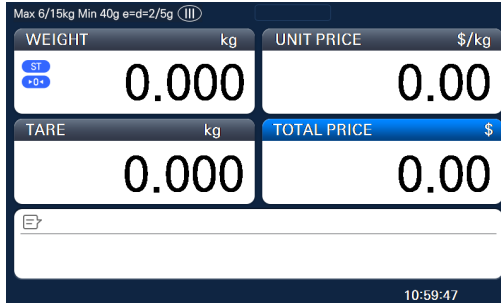 Max 6/15kg Min 40g e=d=2/5g III
WEIGHT kg
ST
▸0◂
0.000
UNIT PRICE $/kg
0.00
TARE kg
0.000
TOTAL PRICE $
0.00
10:59:47